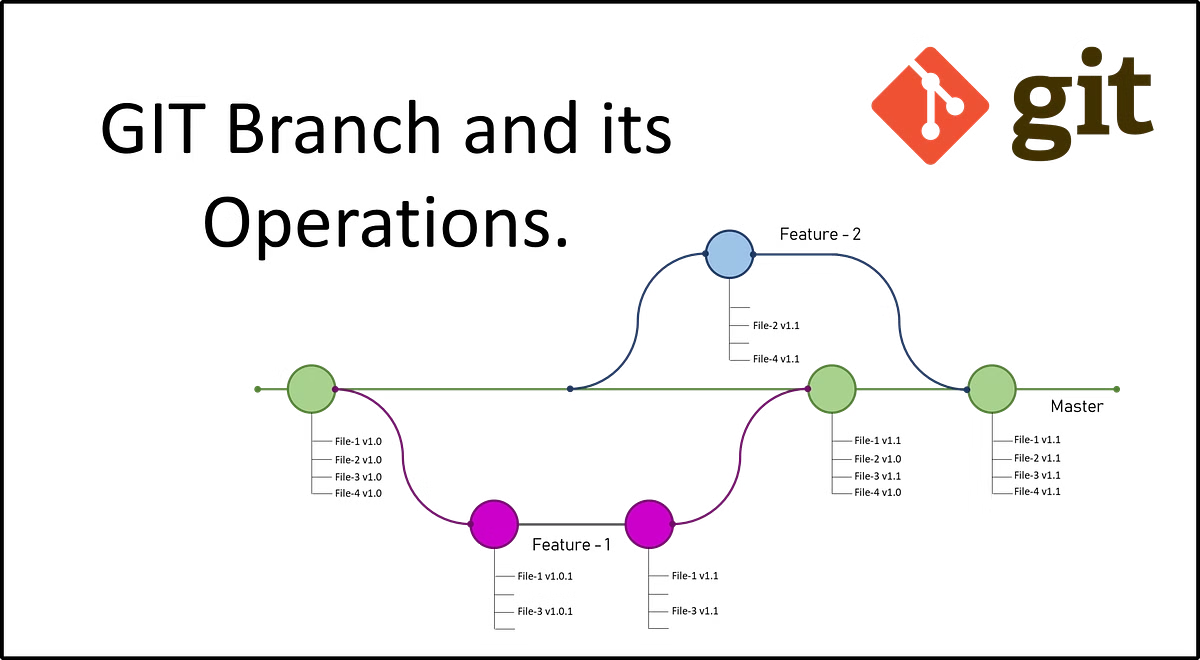 GIT Branch and its
Operations.
git
Feature - 2
File-2 v1.1
File-4 v1.1
Master
File-1 v1.0
File-2 v1.0
File-3 v1.0
File-4 v1.0
File-1 v1.1
File-2 v1.0
File-3 v1.1
File-4 v1.0
File-1 v1.1
File-2 v1.1
File-3 v1.1
File-4 v1.1
Feature - 1
File-1 v1.0.1
File-3 v1.0.1
File-1 v1.1
File-3 v1.1